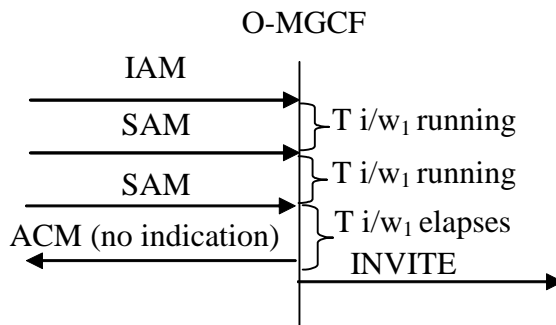 O-MGCF
IAM
T i/w₁ running
SAM
T i/w₁ running
SAM
ACM (no indication)
T i/w₁ elapses
INVITE